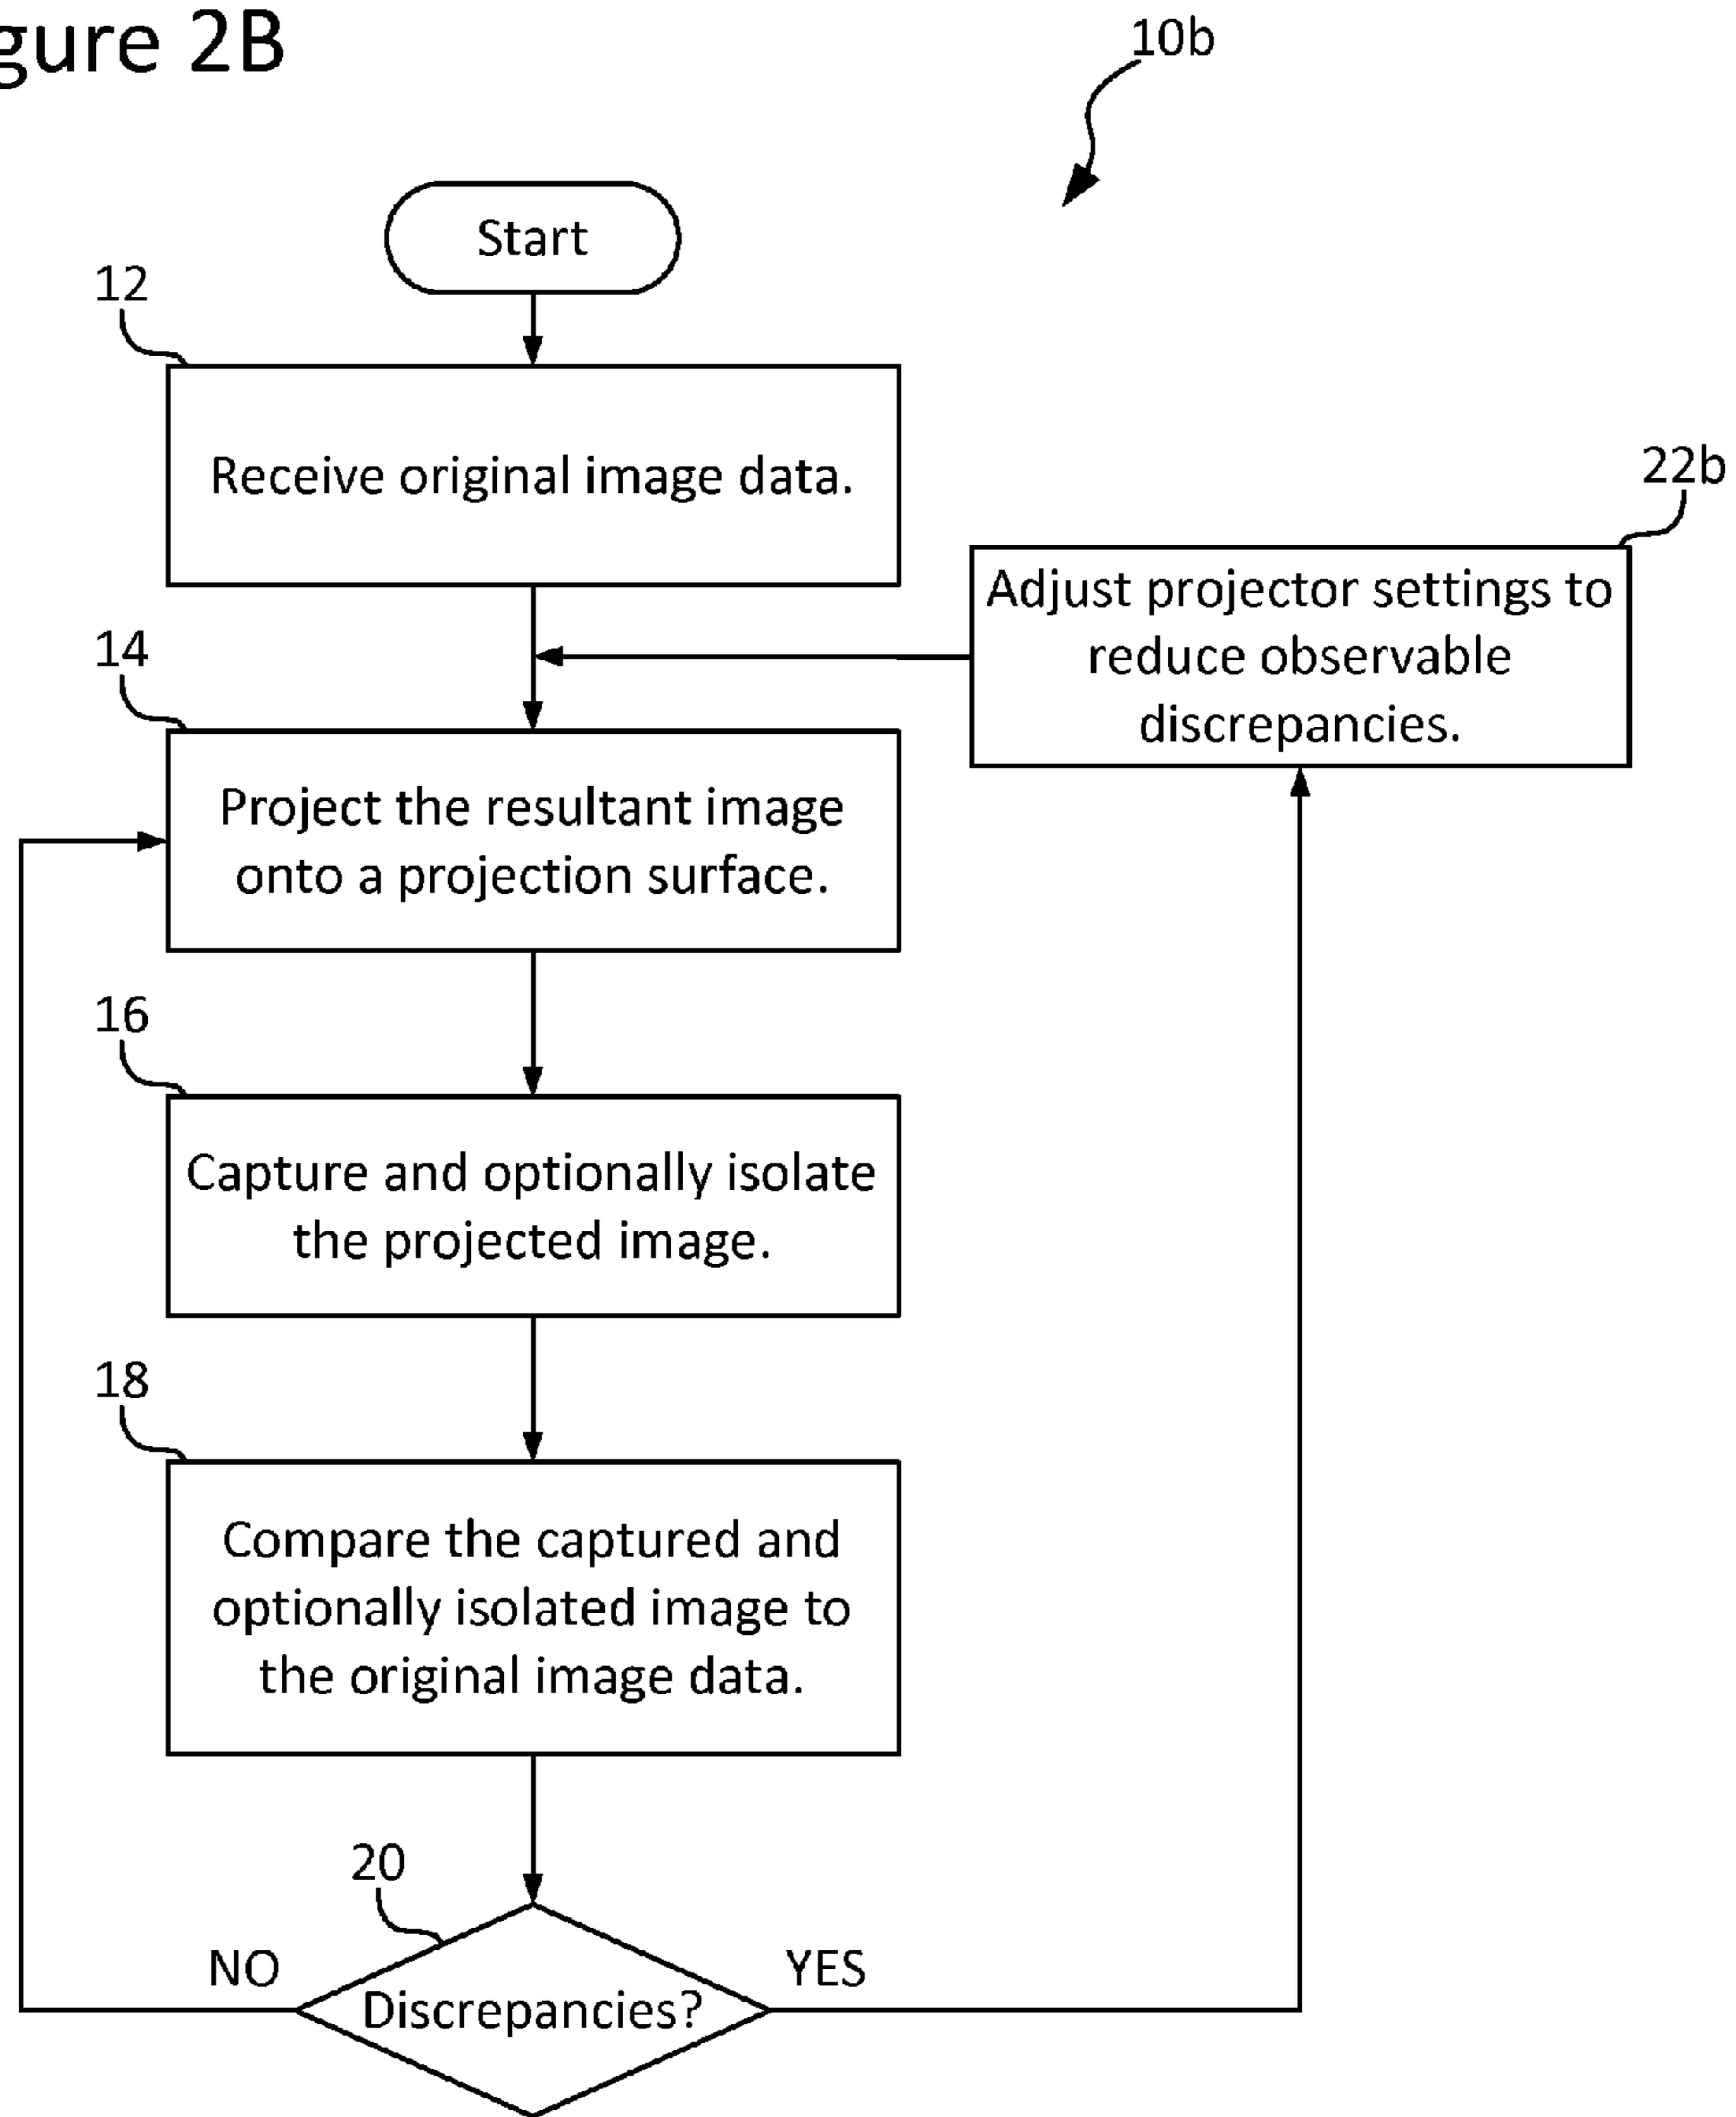 gure 2B
10b
Start
12
Receive original image data.
22b
Adjust projector settings to
reduce observable
discrepancies.
14
Project the resultant image
onto a projection surface.
16
Capture and optionally isolate
the projected image.
18
Compare the captured and
optionally isolated image to
the original image data.
20
NO
YES
Discrepancies?